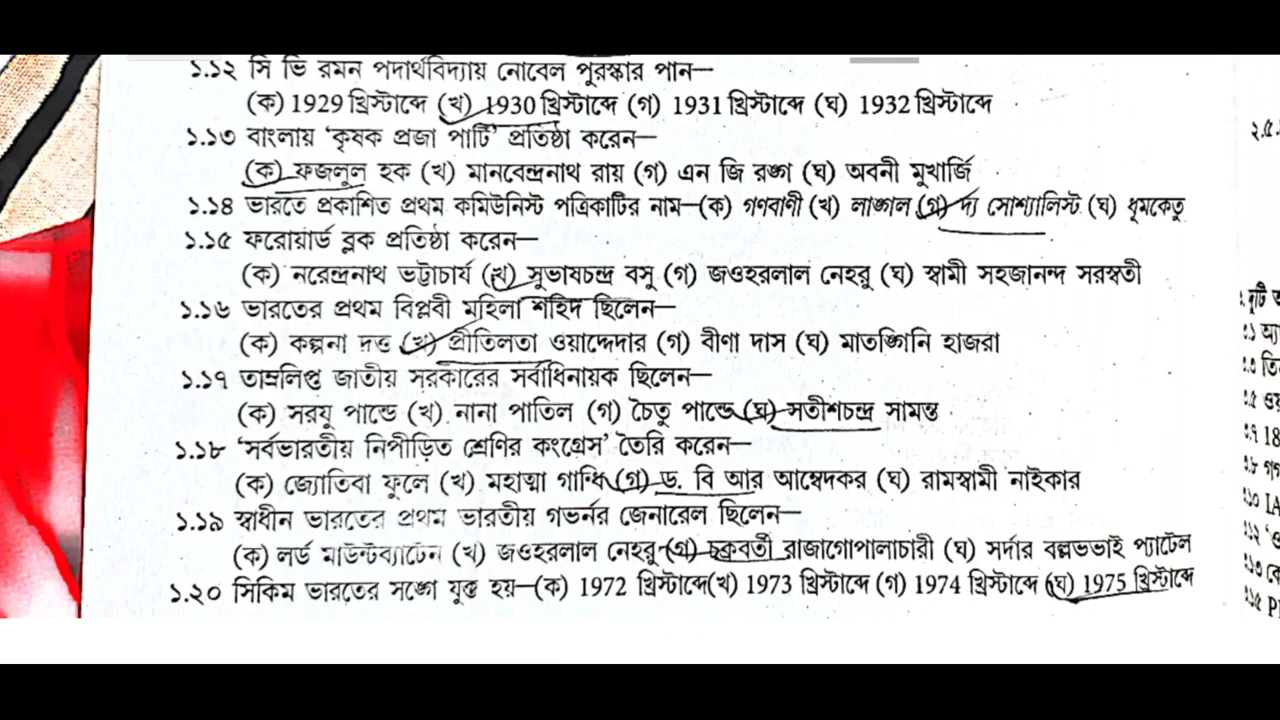 ১.১২ সি ভি রমন পদার্থবিদ্যায় নোবেল পুরস্কার পান—
(ক) 1929 খ্রিস্টাব্দে (খ) 1930 খ্রিস্টাব্দে (গ) 1931 খ্রিস্টাব্দে (ঘ) 1932 খ্রিস্টাব্দে
১.১৩ বাংলায় ‘কৃষক প্রজা পার্টি’ প্রতিষ্ঠা করেন—
(ক) ফজলুল হক (খ) মানবেন্দ্রনাথ রায় (গ) এন জি রঙ্গ (ঘ) অবনী মুখার্জি
১.১৪ ভারতে প্রকাশিত প্রথম কমিউনিস্ট পত্রিকাটির নাম—(ক) গণবাণী (খ) লাঙ্গল (গ) দ্য সোশ্যালিস্ট (ঘ) ধূমকেতু
১.১৫ ফরোয়ার্ড ব্লক প্রতিষ্ঠা করেন—
(ক) নরেন্দ্রনাথ ভট্টাচার্য (খ) সুভাষচন্দ্র বসু (গ) জওহরলাল নেহরু (ঘ) স্বামী সহজানন্দ সরস্বতী
১.১৬ ভারতের প্রথম বিপ্লবী মহিলা শহিদ ছিলেন—
(ক) কল্পনা দত্ত (খ) প্রীতিলতা ওয়াদ্দেদার (গ) বীণা দাস (ঘ) মাতঙ্গিনি হাজরা
১.১৭ তাম্রলিপ্ত জাতীয় সরকারের সর্বাধিনায়ক ছিলেন—
(ক) সরযু পান্ডে (খ) নানা পাতিল (গ) চৈতু পান্ডে (ঘ) সতীশচন্দ্র সামন্ত
১.১৮ ‘সর্বভারতীয় নিপীড়িত শ্রেণির কংগ্রেস’ তৈরি করেন—
(ক) জ্যোতিবা ফুলে (খ) মহাত্মা গান্ধি (গ) ড. বি আর আম্বেদকর (ঘ) রামস্বামী নাইকার
১.১৯ স্বাধীন ভারতের প্রথম ভারতীয় গভর্নর জেনারেল ছিলেন—
(ক) লর্ড মাউন্টব্যাটেন (খ) জওহরলাল নেহরু (গ) চক্রবর্তী রাজাগোপালাচারী (ঘ) সর্দার বল্লভভাই প্যাটেল
১.২০ সিকিম ভারতের সঙ্গে যুক্ত হয়—(ক) 1972 খ্রিস্টাব্দে (খ) 1973 খ্রিস্টাব্দে (গ) 1974 খ্রিস্টাব্দে (ঘ) 1975 খ্রিস্টাব্দে
২.৫